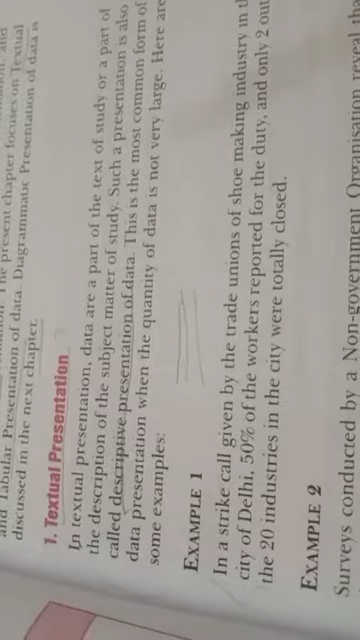 The present chapter focuses on Textual
and Tabular Presentation of data. Diagrammatic Presentation of data is
discussed in the next chapter.
1. Textual Presentation
In textual presentation, data are a part of the text of study or a part of
the description of the subject matter of study. Such a presentation is also
called descriptive presentation of data. This is the most common form of
data presentation when the quantity of data is not very large. Here are
some examples:
EXAMPLE 1
In a strike call given by the trade unions of shoe making industry in
city of Delhi, 50% of the workers reported for the duty, and only 2 out
the 20 industries in the city were totally closed.
EXAMPLE 2
Surveys conducted by a Non-government Organisation reveal